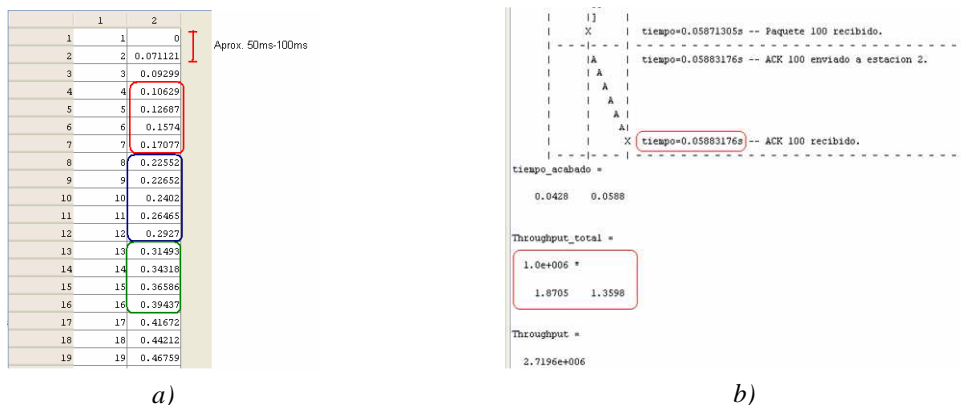 1 2
1 1 0
2 2 0.071121
3 3 0.09299
4 4 0.10629
5 5 0.12687
6 6 0.1574
7 7 0.17077
8 8 0.22552
9 9 0.22652
10 10 0.2402
11 11 0.26465
12 12 0.2927
13 13 0.31493
14 14 0.34318
15 15 0.36586
16 16 0.39437
17 17 0.41672
18 18 0.44212
19 19 0.46759
Aprox. 50ms-100ms
a)
X tiempo=0.05871305s -- Paquete 100 recibido.
A tiempo=0.05883176s -- ACK 100 enviado a estacion 2.
A
A
A
A
A
X tiempo=0.05883176s -- ACK 100 recibido.
tiempo_acabado =
0.0428 0.0588
Throughput_total =
1.0e+006 *
1.8705 1.3598
Throughput =
2.7196e+006
b)